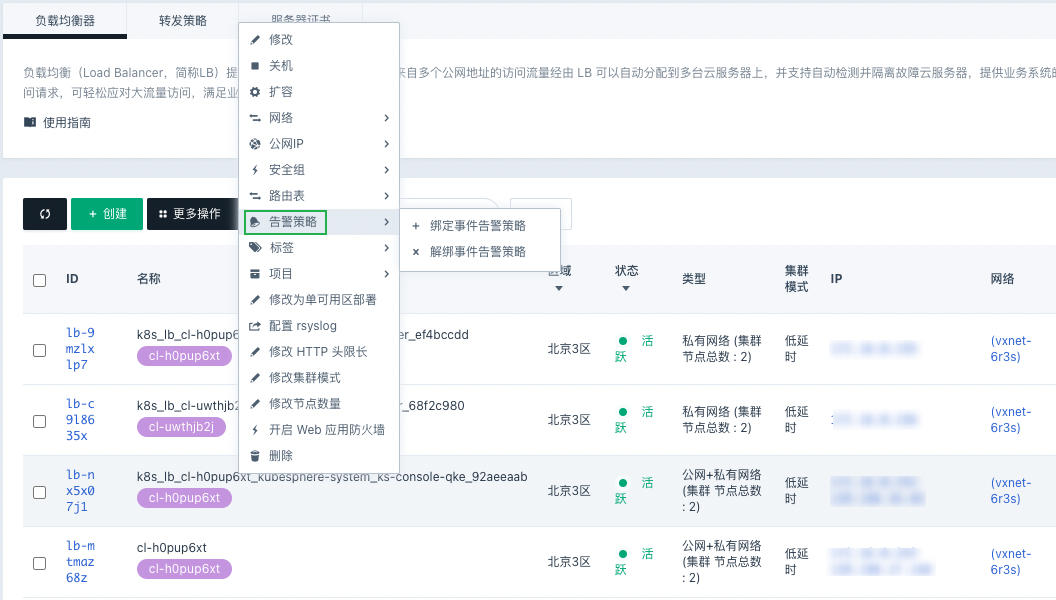 负载均衡器 转发策略 服务器证书
负载均衡（Load Balancer，简称LB）提
来自多个公网地址的访问流量经由 LB 可以自动分配到多台云服务器上，并支持自动检测并隔离故障云服务器，提供业务系统的
问请求，可轻松应对大流量访问，满足业
使用指南
创建
更多操作
修改
关机
扩容
网络
公网IP
安全组
路由表
告警策略
标签
项目
修改为单可用区部署
配置 rsyslog
修改 HTTP 头限长
修改集群模式
修改节点数量
开启 Web 应用防火墙
删除
绑定事件告警策略
解绑事件告警策略
ID 名称 区域 状态 类型 集群模式 IP 网络
lb-9
mzlx
lp7
k8s_lb_cl-h0pup6
er_ef4bccdd
cl-h0pup6xt
北京3区
活
跃
私有网络 (集群
节点总数 : 2)
低延
时
(vxnet-
6r3s)
lb-c
9l86
35x
k8s_lb_cl-uwthjb2
r_68f2c980
cl-uwthjb2j
北京3区
活
跃
私有网络 (集群
节点总数 : 2)
低延
时
(vxnet-
6r3s)
lb-n
x5x0
7j1
k8s_lb_cl-h0pup6xt_kubesphere-system_ks-console-qke_92aeeaab
cl-h0pup6xt
北京3区
活
跃
公网+私有网络
(集群 节点总数
: 2)
低延
时
(vxnet-
6r3s)
lb-m
tmaz
68z
cl-h0pup6xt
cl-h0pup6xt
北京3区
活
跃
公网+私有网络
(集群 节点总数
: 2)
低延
时
(vxnet-
6r3s)